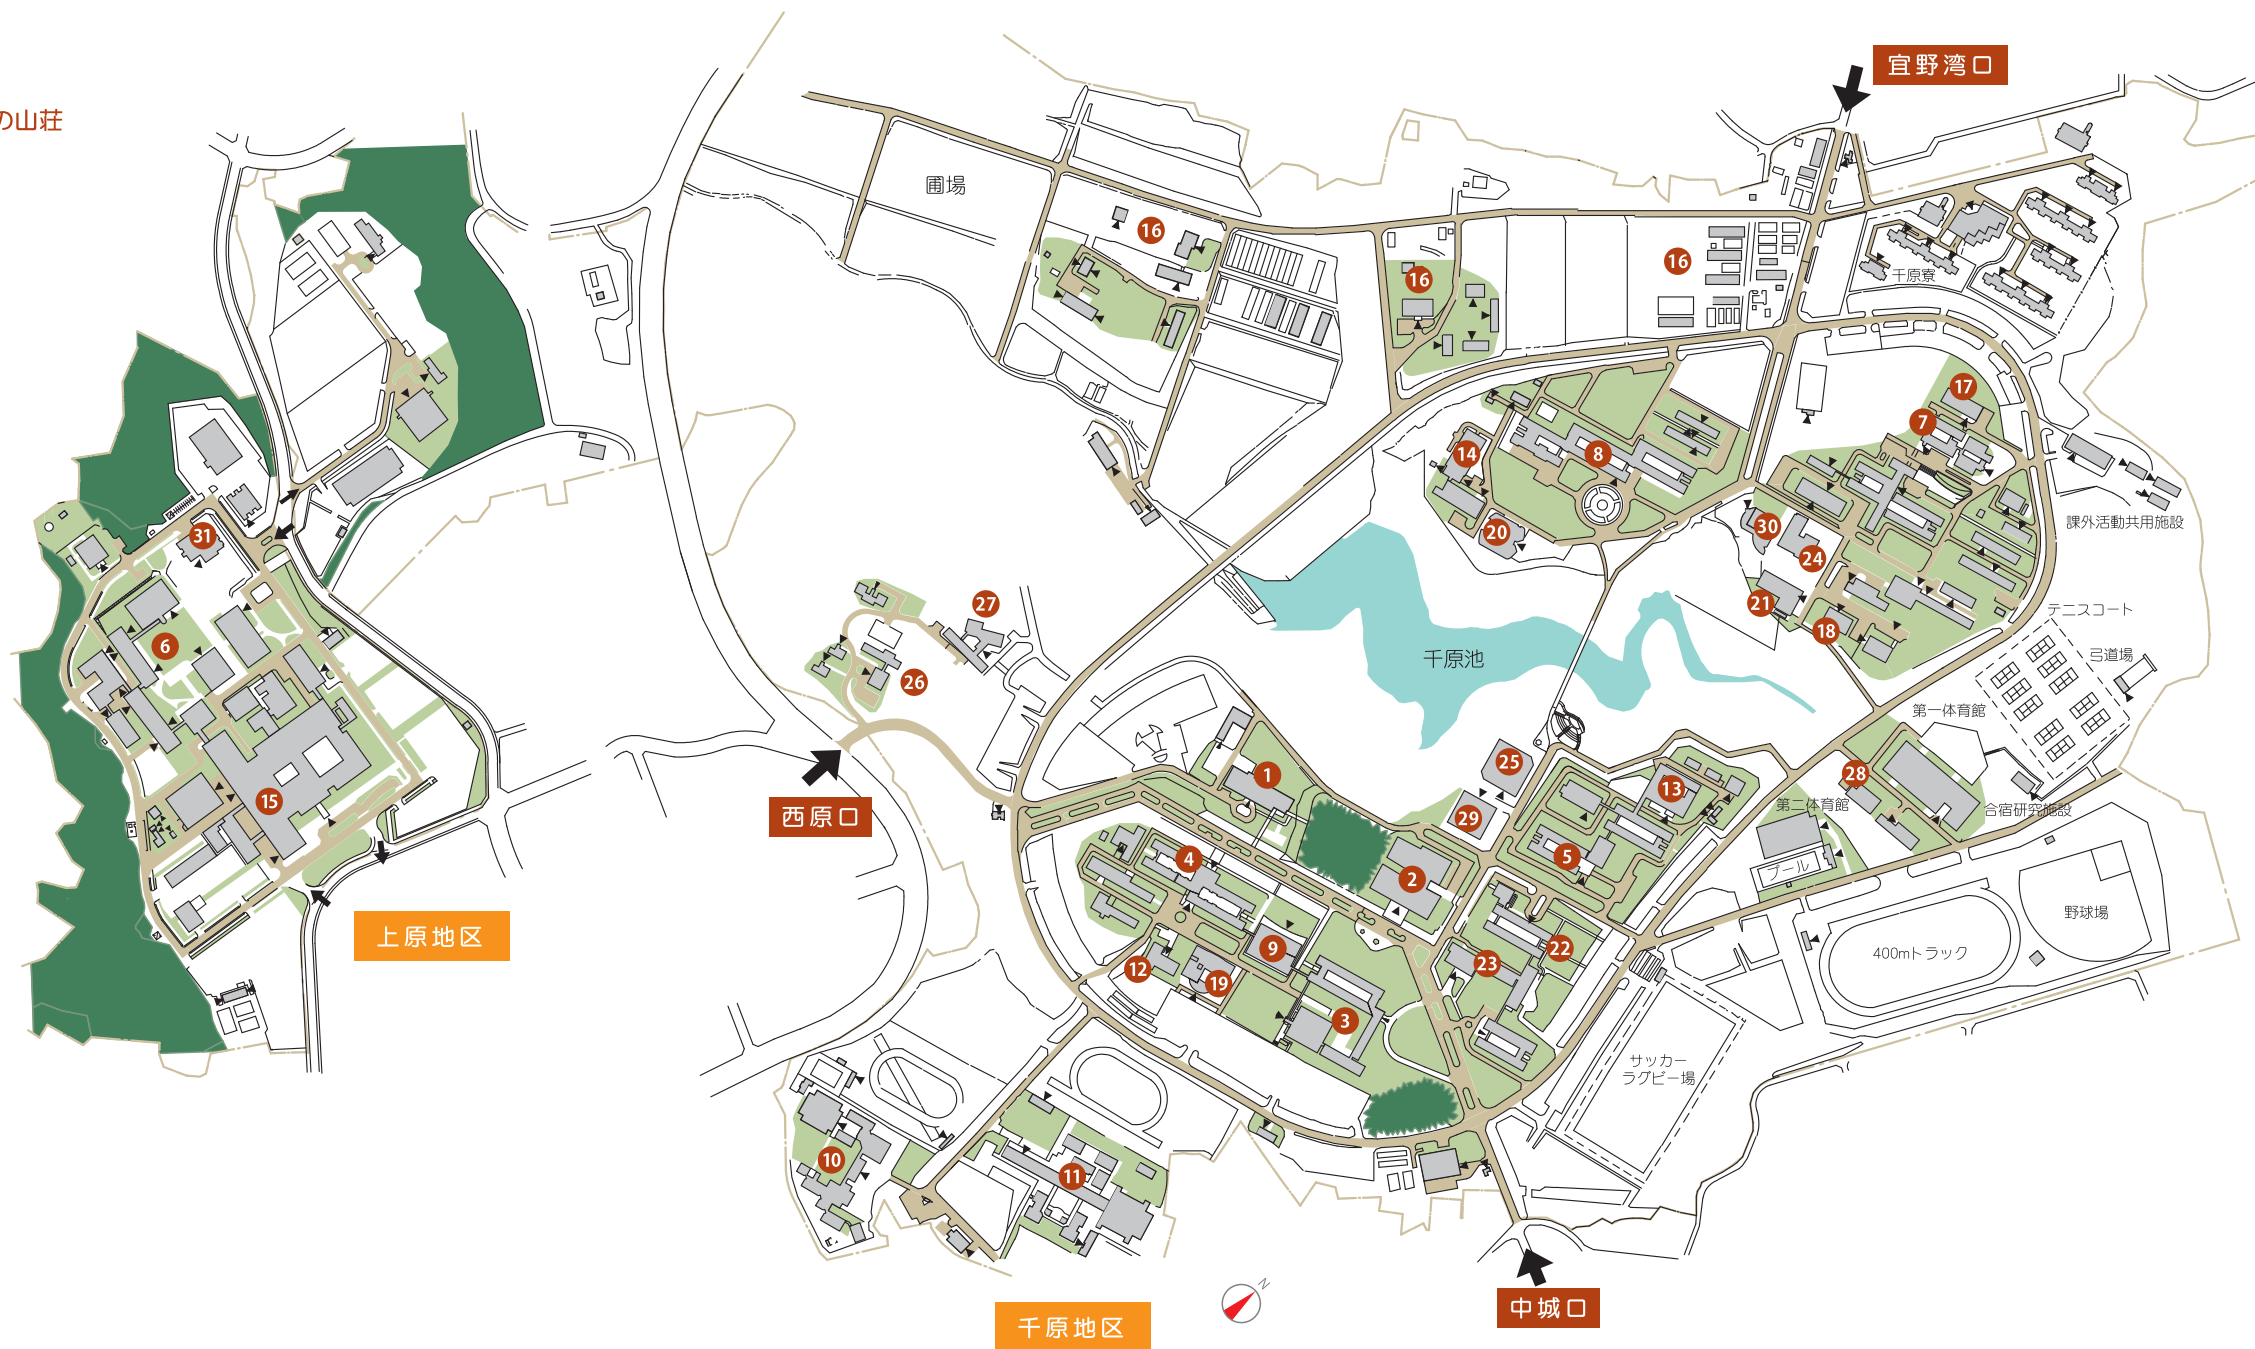 宜野湾口
の山荘
圃場
16
16
16
千原寮
17
7
14
8
課外活動共用施設
20
30
24
31
21
18
テニスコート
27
弓道場
6
千原池
26
第一体育館
25
1
28
13
15
西原口
第二体育館
合宿研究施設
29
4
5
プール
2
野球場
上原地区
9
22
400mトラック
12
23
19
3
サッカー
ラグビー場
10
11
N
中城口
千原地区